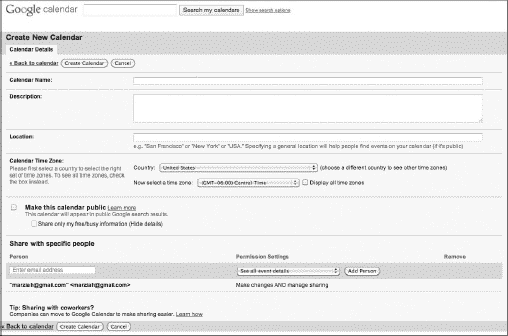 Google calendar
Search my calendars
Show search options
Create New Calendar
Calendar Details
« Back to calendar Create Calendar Cancel
Calendar Name:
Description:
Location:
e.g., "San Francisco" or "New York" or "USA." Specifying a general location will help people find events on your calendar (if it's public)
Calendar Time Zone:
Please first select a country to select the right set of time zones. To see all time zones, check the box instead.
Country: United States (choose a different country to see other time zones)
Now select a time zone: (GMT-06:00) Central Time Display all time zones
Make this calendar public Learn more
This calendar will appear in public Google search results.
Share only my free/busy information (Hide details)
Share with specific people
Person Permission Settings Remove
Enter email address See all event details Add Person
"marziah@gmail.com" <marziah@gmail.com> Make changes AND manage sharing
Tip: Sharing with coworkers?
Companies can move to Google Calendar to make sharing easier. Learn how
« Back to calendar Create Calendar Cancel